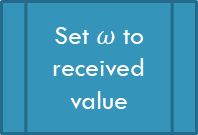 Set ω to
received
value